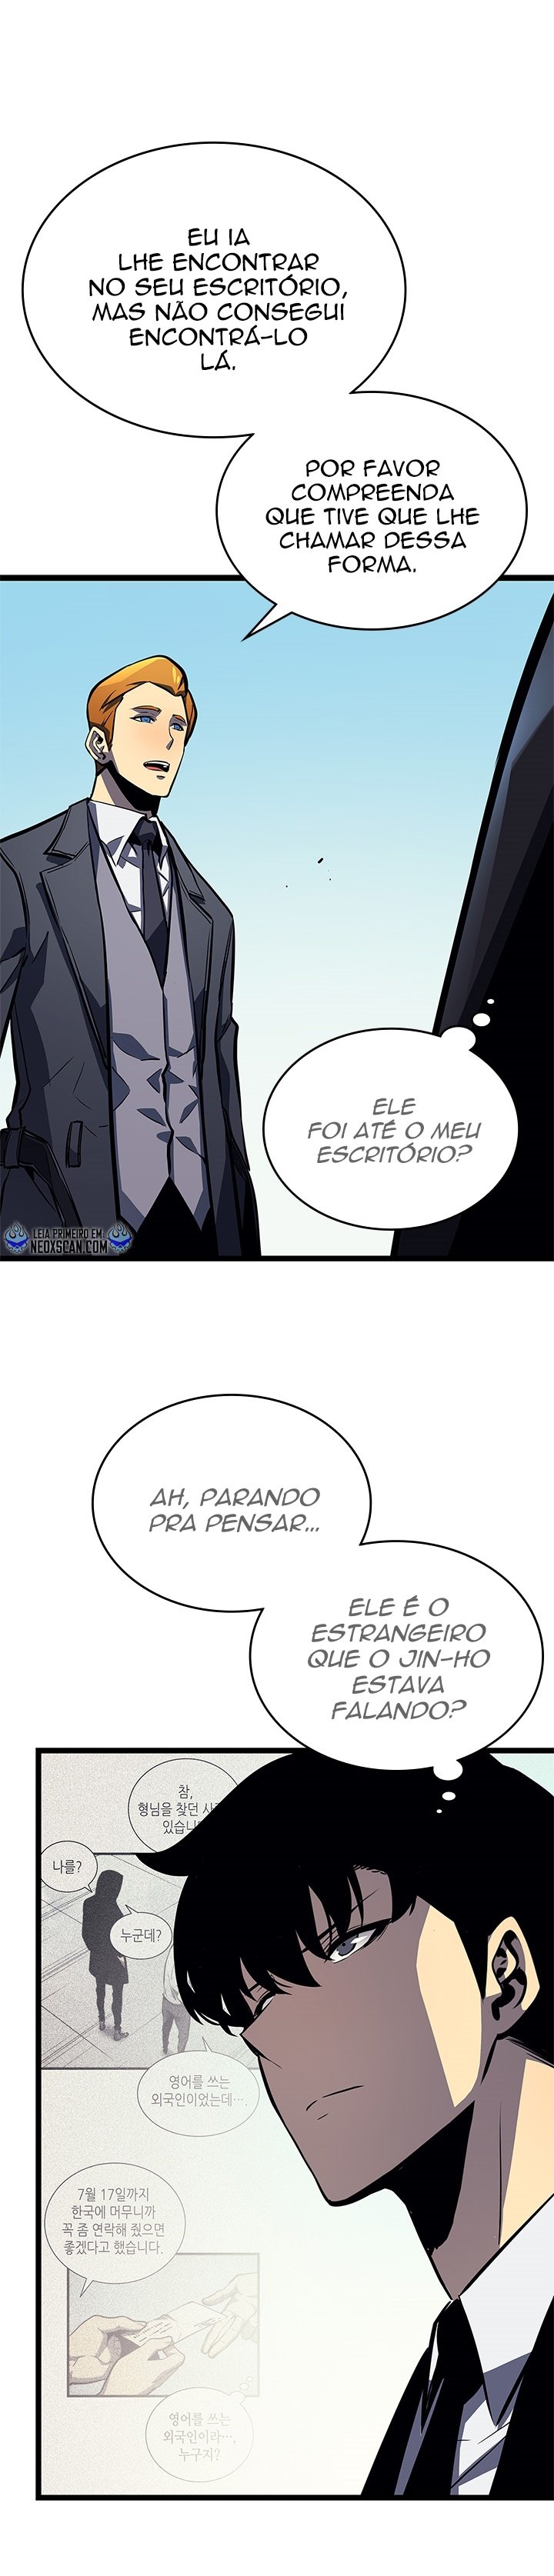 EU IA
LHE ENCONTRAR
NO SEU ESCRITÓRIO,
MAS NÃO CONSEGUI
ENCONTRÁ-LO
LÁ.
POR FAVOR
COMPREENDA
QUE TIVE QUE LHE
CHAMAR DESSA
FORMA.
ELE
FOI ATÉ O MEU
ESCRITÓRIO?
LEIA PRIMEIRO EM
NEOXSCAN.COM
AH, PARANDO
PRA PENSAR...
ELE É O
ESTRANGEIRO
QUE O JIN-HO
ESTAVA
FALANDO?
참,
형님을 찾던
나를?
누군데?
영어를 쓰는
외국인이었는데….
7월 17일까지
한국에 머무니까
꼭 좀 연락해 줬으면
좋겠다고 했습니다.
영어를 쓰는
외국인이라…,
누구지?